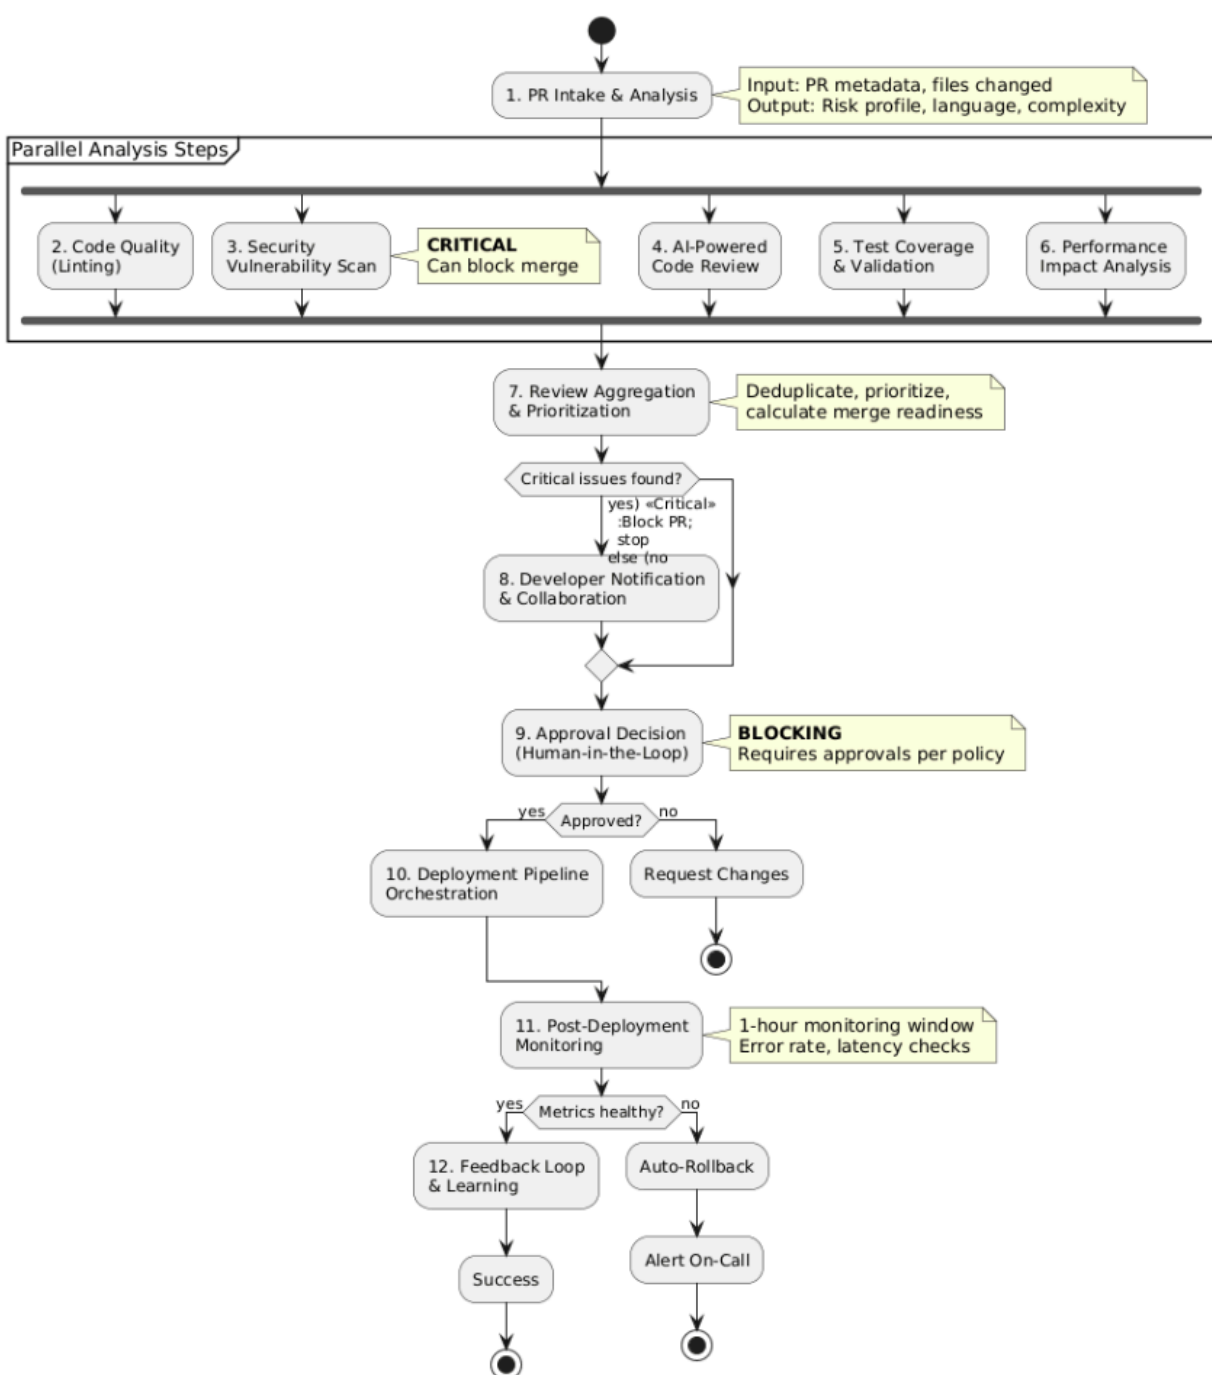 1. PR Intake & Analysis
Input: PR metadata, files changed
Output: Risk profile, language, complexity
Parallel Analysis Steps
2. Code Quality
(Linting)
3. Security
Vulnerability Scan
CRITICAL
Can block merge
4. AI-Powered
Code Review
5. Test Coverage
& Validation
6. Performance
Impact Analysis
7. Review Aggregation
& Prioritization
Deduplicate, prioritize,
calculate merge readiness
Critical issues found?
yes) «Critical»
:Block PR;
stop
else (no
8. Developer Notification
& Collaboration
9. Approval Decision
(Human-in-the-Loop)
BLOCKING
Requires approvals per policy
yes
Approved?
no
10. Deployment Pipeline
Orchestration
Request Changes
11. Post-Deployment
Monitoring
1-hour monitoring window
Error rate, latency checks
yes
Metrics healthy?
no
12. Feedback Loop
& Learning
Auto-Rollback
Alert On-Call
Success